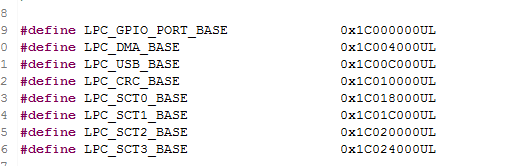 8
9 #define LPC_GPIO_PORT_BASE 0x1C000000UL
0 #define LPC_DMA_BASE 0x1C004000UL
1 #define LPC_USB_BASE 0x1C00C000UL
2 #define LPC_CRC_BASE 0x1C010000UL
3 #define LPC_SCT0_BASE 0x1C018000UL
4 #define LPC_SCT1_BASE 0x1C01C000UL
5 #define LPC_SCT2_BASE 0x1C020000UL
6 #define LPC_SCT3_BASE 0x1C024000UL